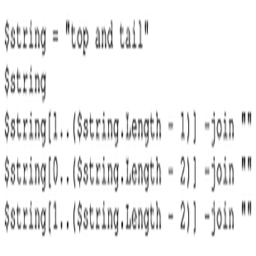 $string = "top and tail"
$string
$string[1..($string.Length - 1)] -join ""
$string[0..($string.Length - 2)] -join ""
$string[1..($string.Length - 2)] -join ""